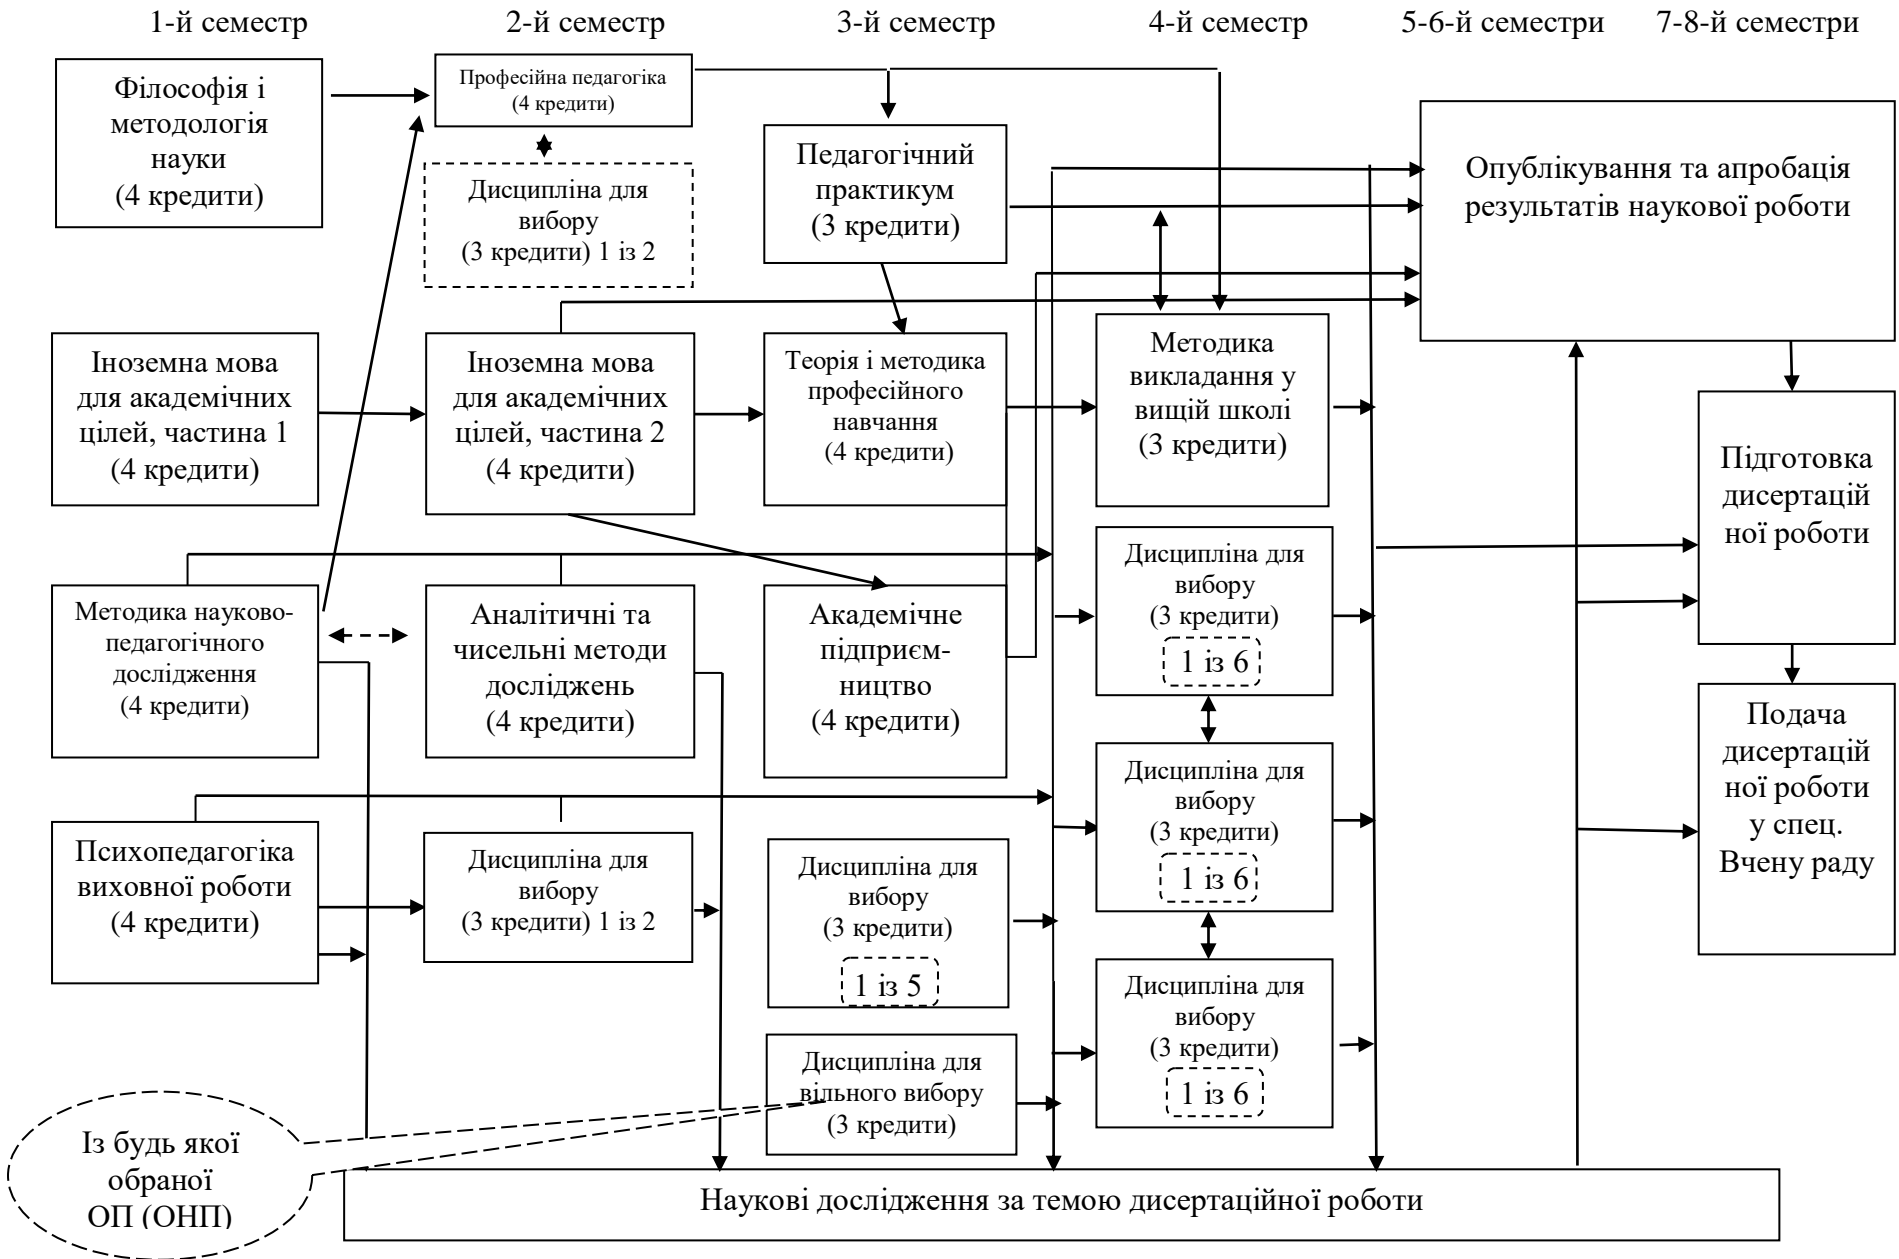 1-й семестр
2-й семестр
3-й семестр
4-й семестр
5-6-й семестри
7-8-й семестри
Філософія і
методологія
науки
(4 кредити)
Іноземна мова
для академічних
цілей, частина 1
(4 кредити)
Методика науково-
педагогічного
дослідження
(4 кредити)
Психопедагогіка
виховної роботи
(4 кредити)
Із будь якої
обраної
ОП (ОНП)
Професійна педагогіка
(4 кредити)
Дисципліна для
вибору
(3 кредити) 1 із 2
Іноземна мова
для академічних
цілей, частина 2
(4 кредити)
Аналітичні та
чисельні методи
досліджень
(4 кредити)
Дисципліна для
вибору
(3 кредити) 1 із 2
Педагогічний
практикум
(3 кредити)
Теорія і методика
професійного
навчання
(4 кредити)
Академічне
підприєм-
ництво
(4 кредити)
Дисципліна для
вибору
(3 кредити)
1 із 5
Дисципліна для
вільного вибору
(3 кредити)
Методика
викладання у
вищій школі
(3 кредити)
Дисципліна для
вибору
(3 кредити)
1 із 6
Дисципліна для
вибору
(3 кредити)
1 із 6
Дисципліна для
вибору
(3 кредити)
1 із 6
Опублікування та апробація
результатів наукової роботи
Підготовка
дисертацій
ної роботи
Подача
дисертацій
ної роботи
у спец.
Вчену раду
Наукові дослідження за темою дисертаційної роботи